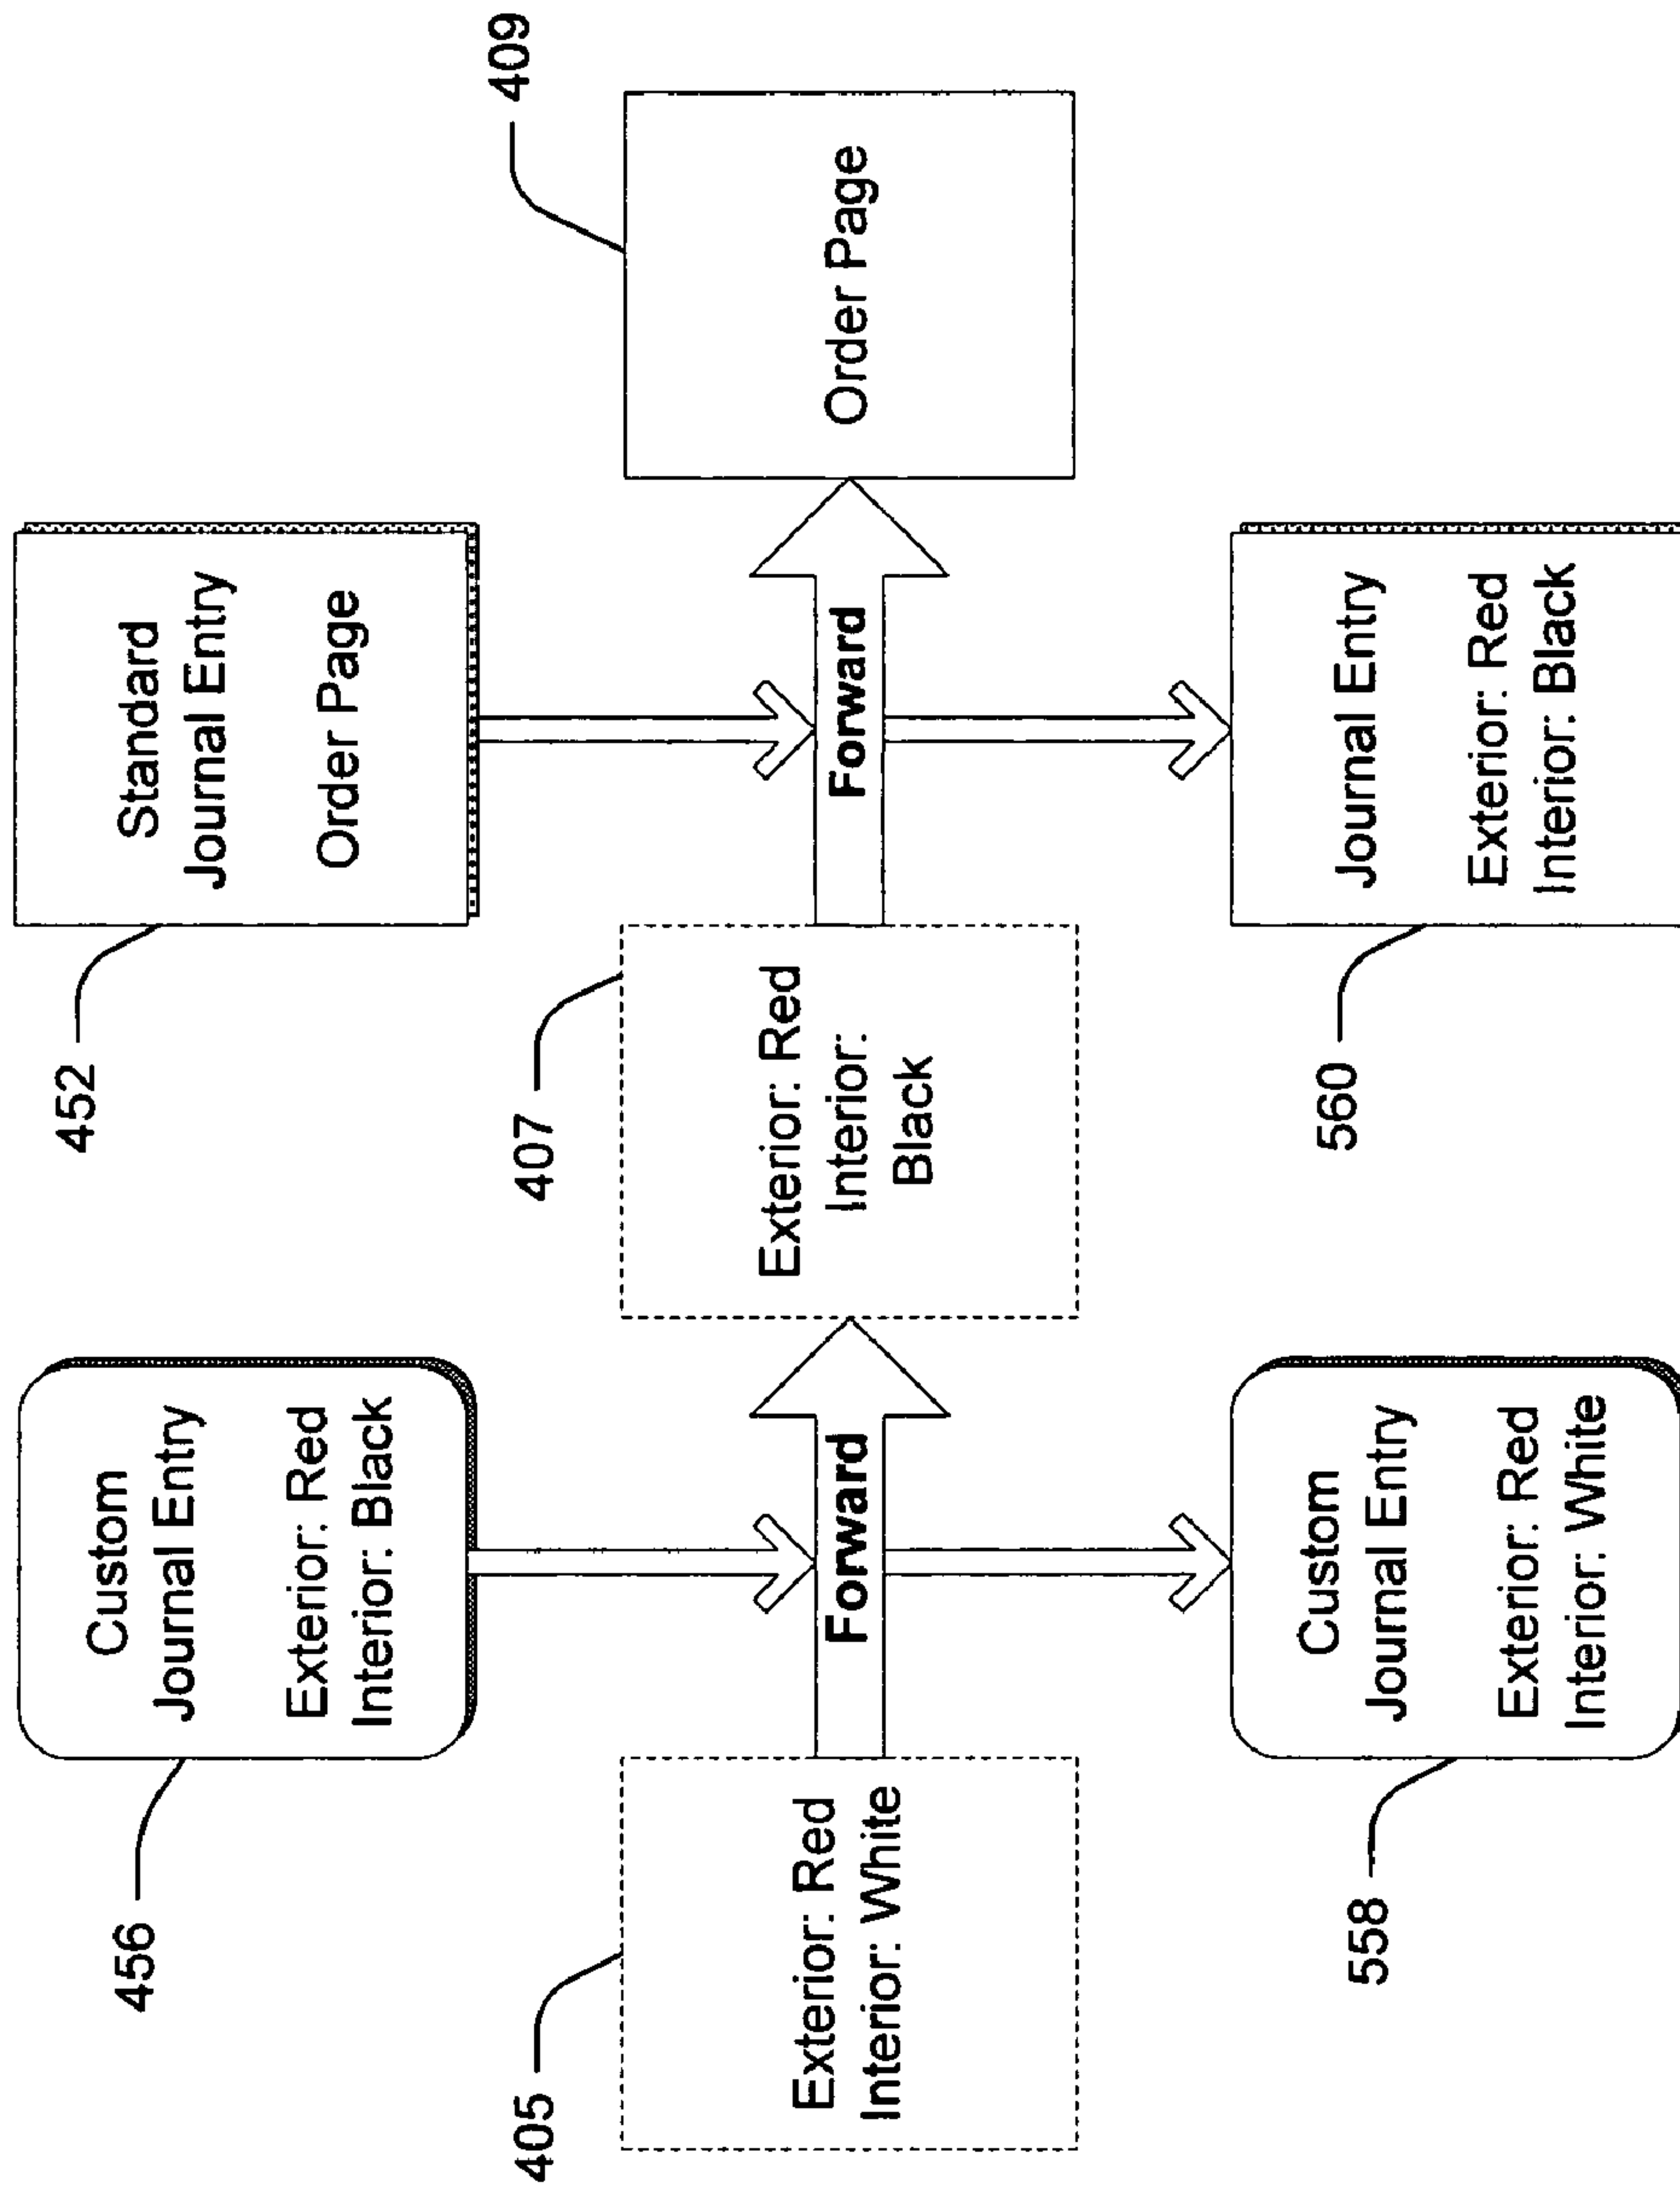 456
Custom
Journal Entry
Exterior: Red
Interior: Black
452
Standard
Journal Entry
Order Page
405
Exterior: Red
Interior: White
Forward
407
Exterior: Red
Interior:
Black
Forward
409
Order Page
558
Custom
Journal Entry
Exterior: Red
Interior: White
560
Journal Entry
Exterior: Red
Interior: Black